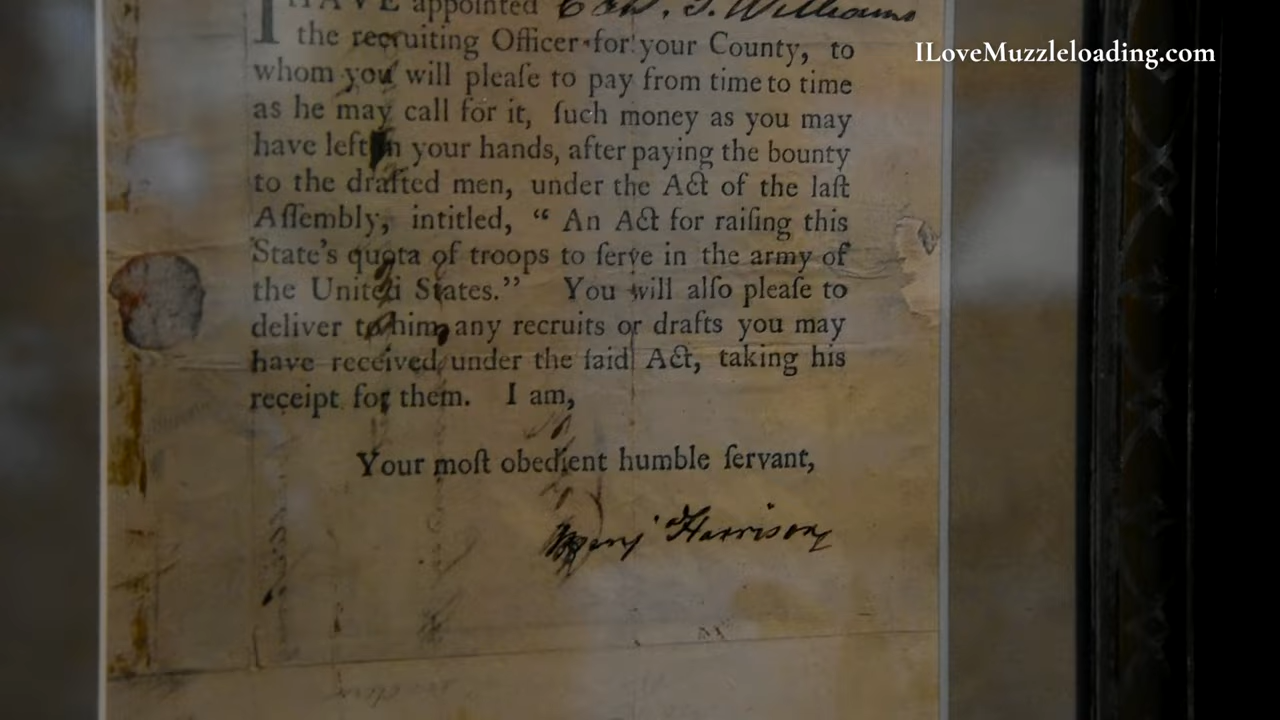 I HAVE appointed Coln. J. Williams
ILoveMuzzleloading.com
the recruiting Officer for your County, to
whom you will pleaſe to pay from time to time
as he may call for it, ſuch money as you may
have left in your hands, after paying the bounty
to the drafted men, under the Act of the laſt
Aſſembly, intitled, “ An Act for raiſing this
State’s quota of troops to ſerve in the army of
the United States.” You will alſo pleaſe to
deliver to him any recruits or drafts you may
have received under the ſaid Act, taking his
receipt for them. I am,
Your moſt obedient humble ſervant,
Benj Harrison